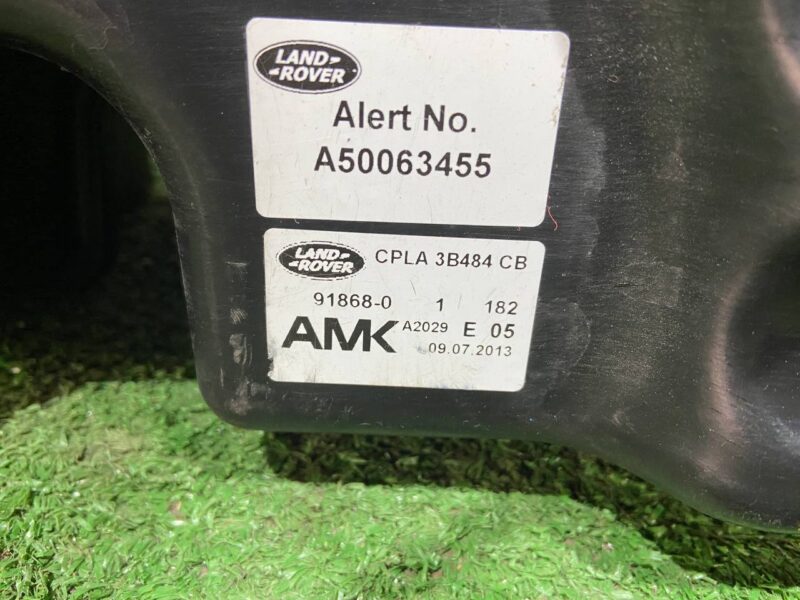 LAND-
-ROVER
Alert No.
A50063455
LAND-
-ROVER
CPLA 3B484 CB
91868-0 1 182
AMK A2029 E 05
09.07.2013